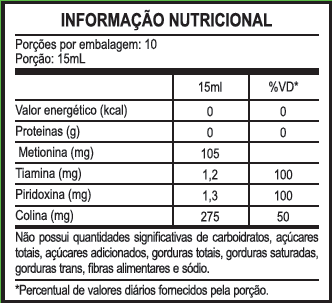 INFORMAÇÃO NUTRICIONAL
Porções por embalagem: 10
Porção: 15mL
15ml %VD*
Valor energético (kcal) 0 0
Proteinas (g) 0 0
Metionina (mg) 105
Tiamina (mg) 1,2 100
Piridoxina (mg) 1,3 100
Colina (mg) 275 50
Não possui quantidades significativas de carboidratos, açúcares
totais, açúcares adicionados, gorduras totais, gorduras saturadas,
gorduras trans, fibras alimentares e sódio.
*Percentual de valores diários fornecidos pela porção.